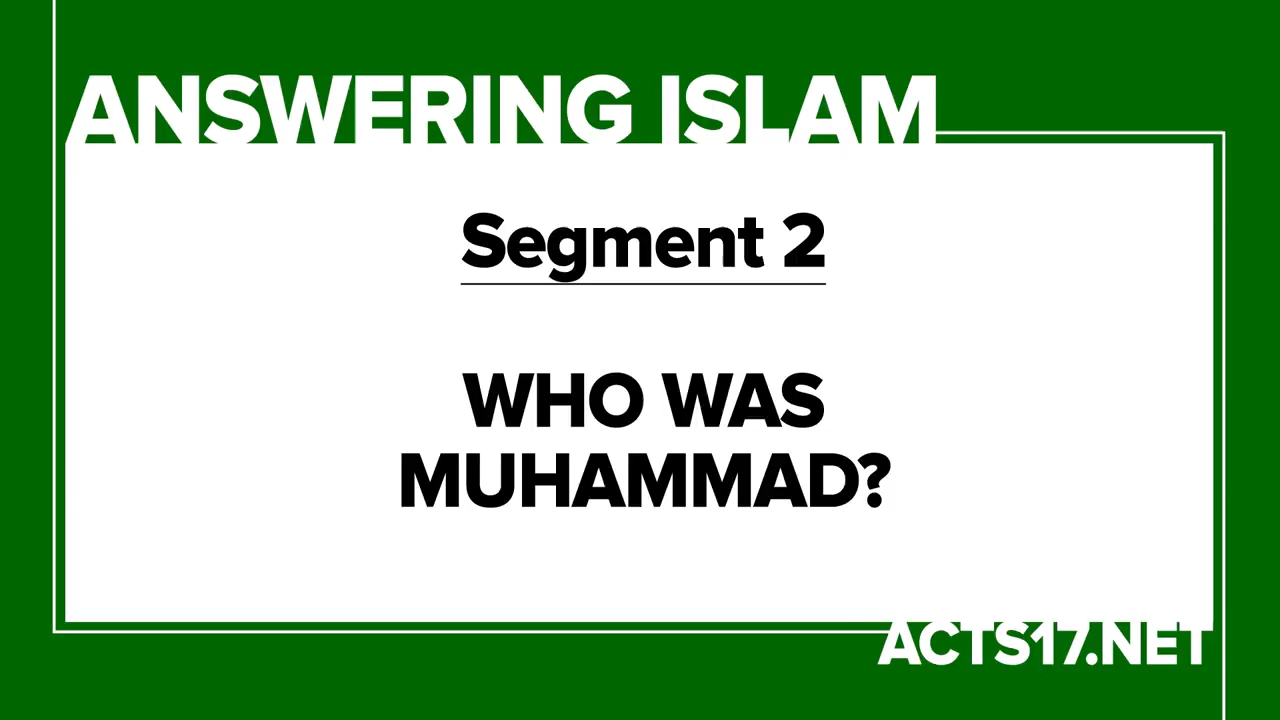 ANSWERING ISLAM
Segment 2
WHO WAS
MUHAMMAD?
ACTS17.NET